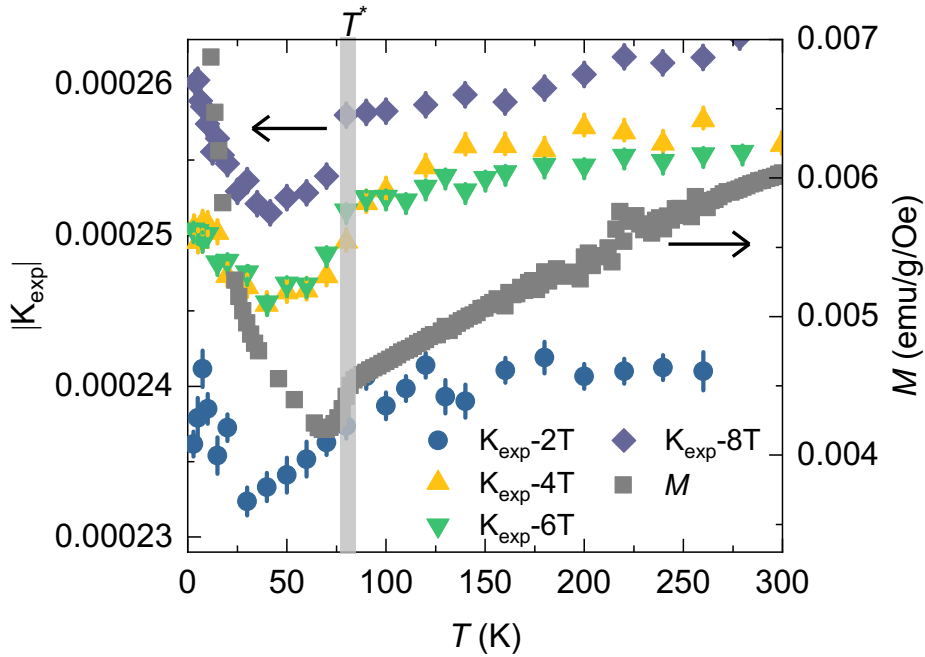 T*
0.00026
0.00025
0.00024
0.00023
|Kexp|
0.007
0.006
0.005
0.004
M (emu/g/Oe)
Kexp-2T
Kexp-4T
Kexp-6T
Kexp-8T
M
0 50 100 150 200 250 300
T (K)